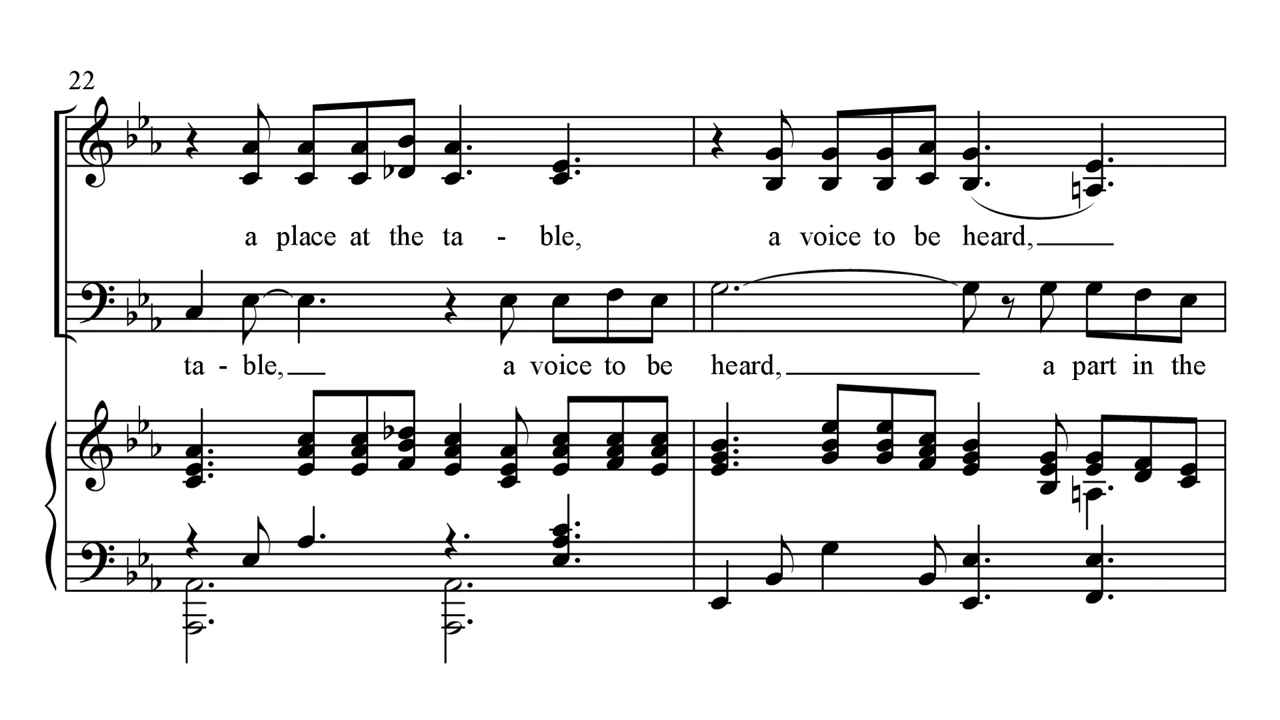 22
a place at the ta - ble, a voice to be heard,
ta - ble, a voice to be heard, a part in the